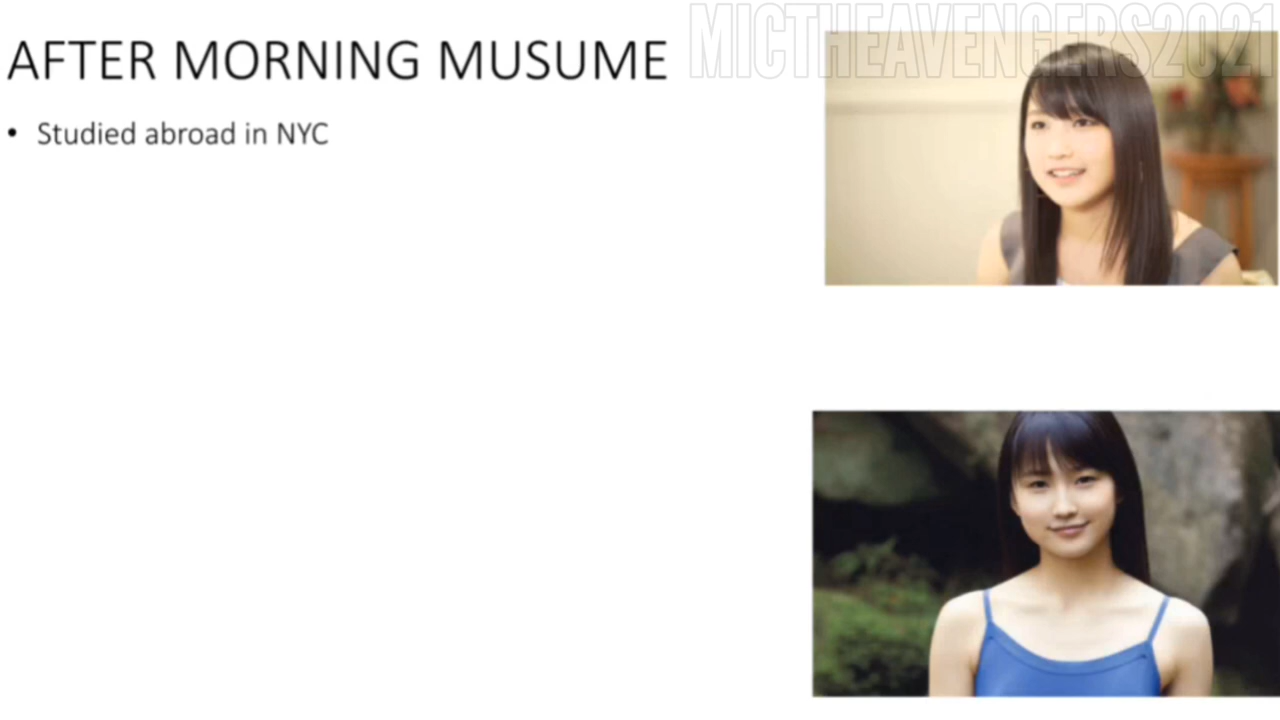 MICTHEAVENGERS2021
AFTER MORNING MUSUME
• Studied abroad in NYC